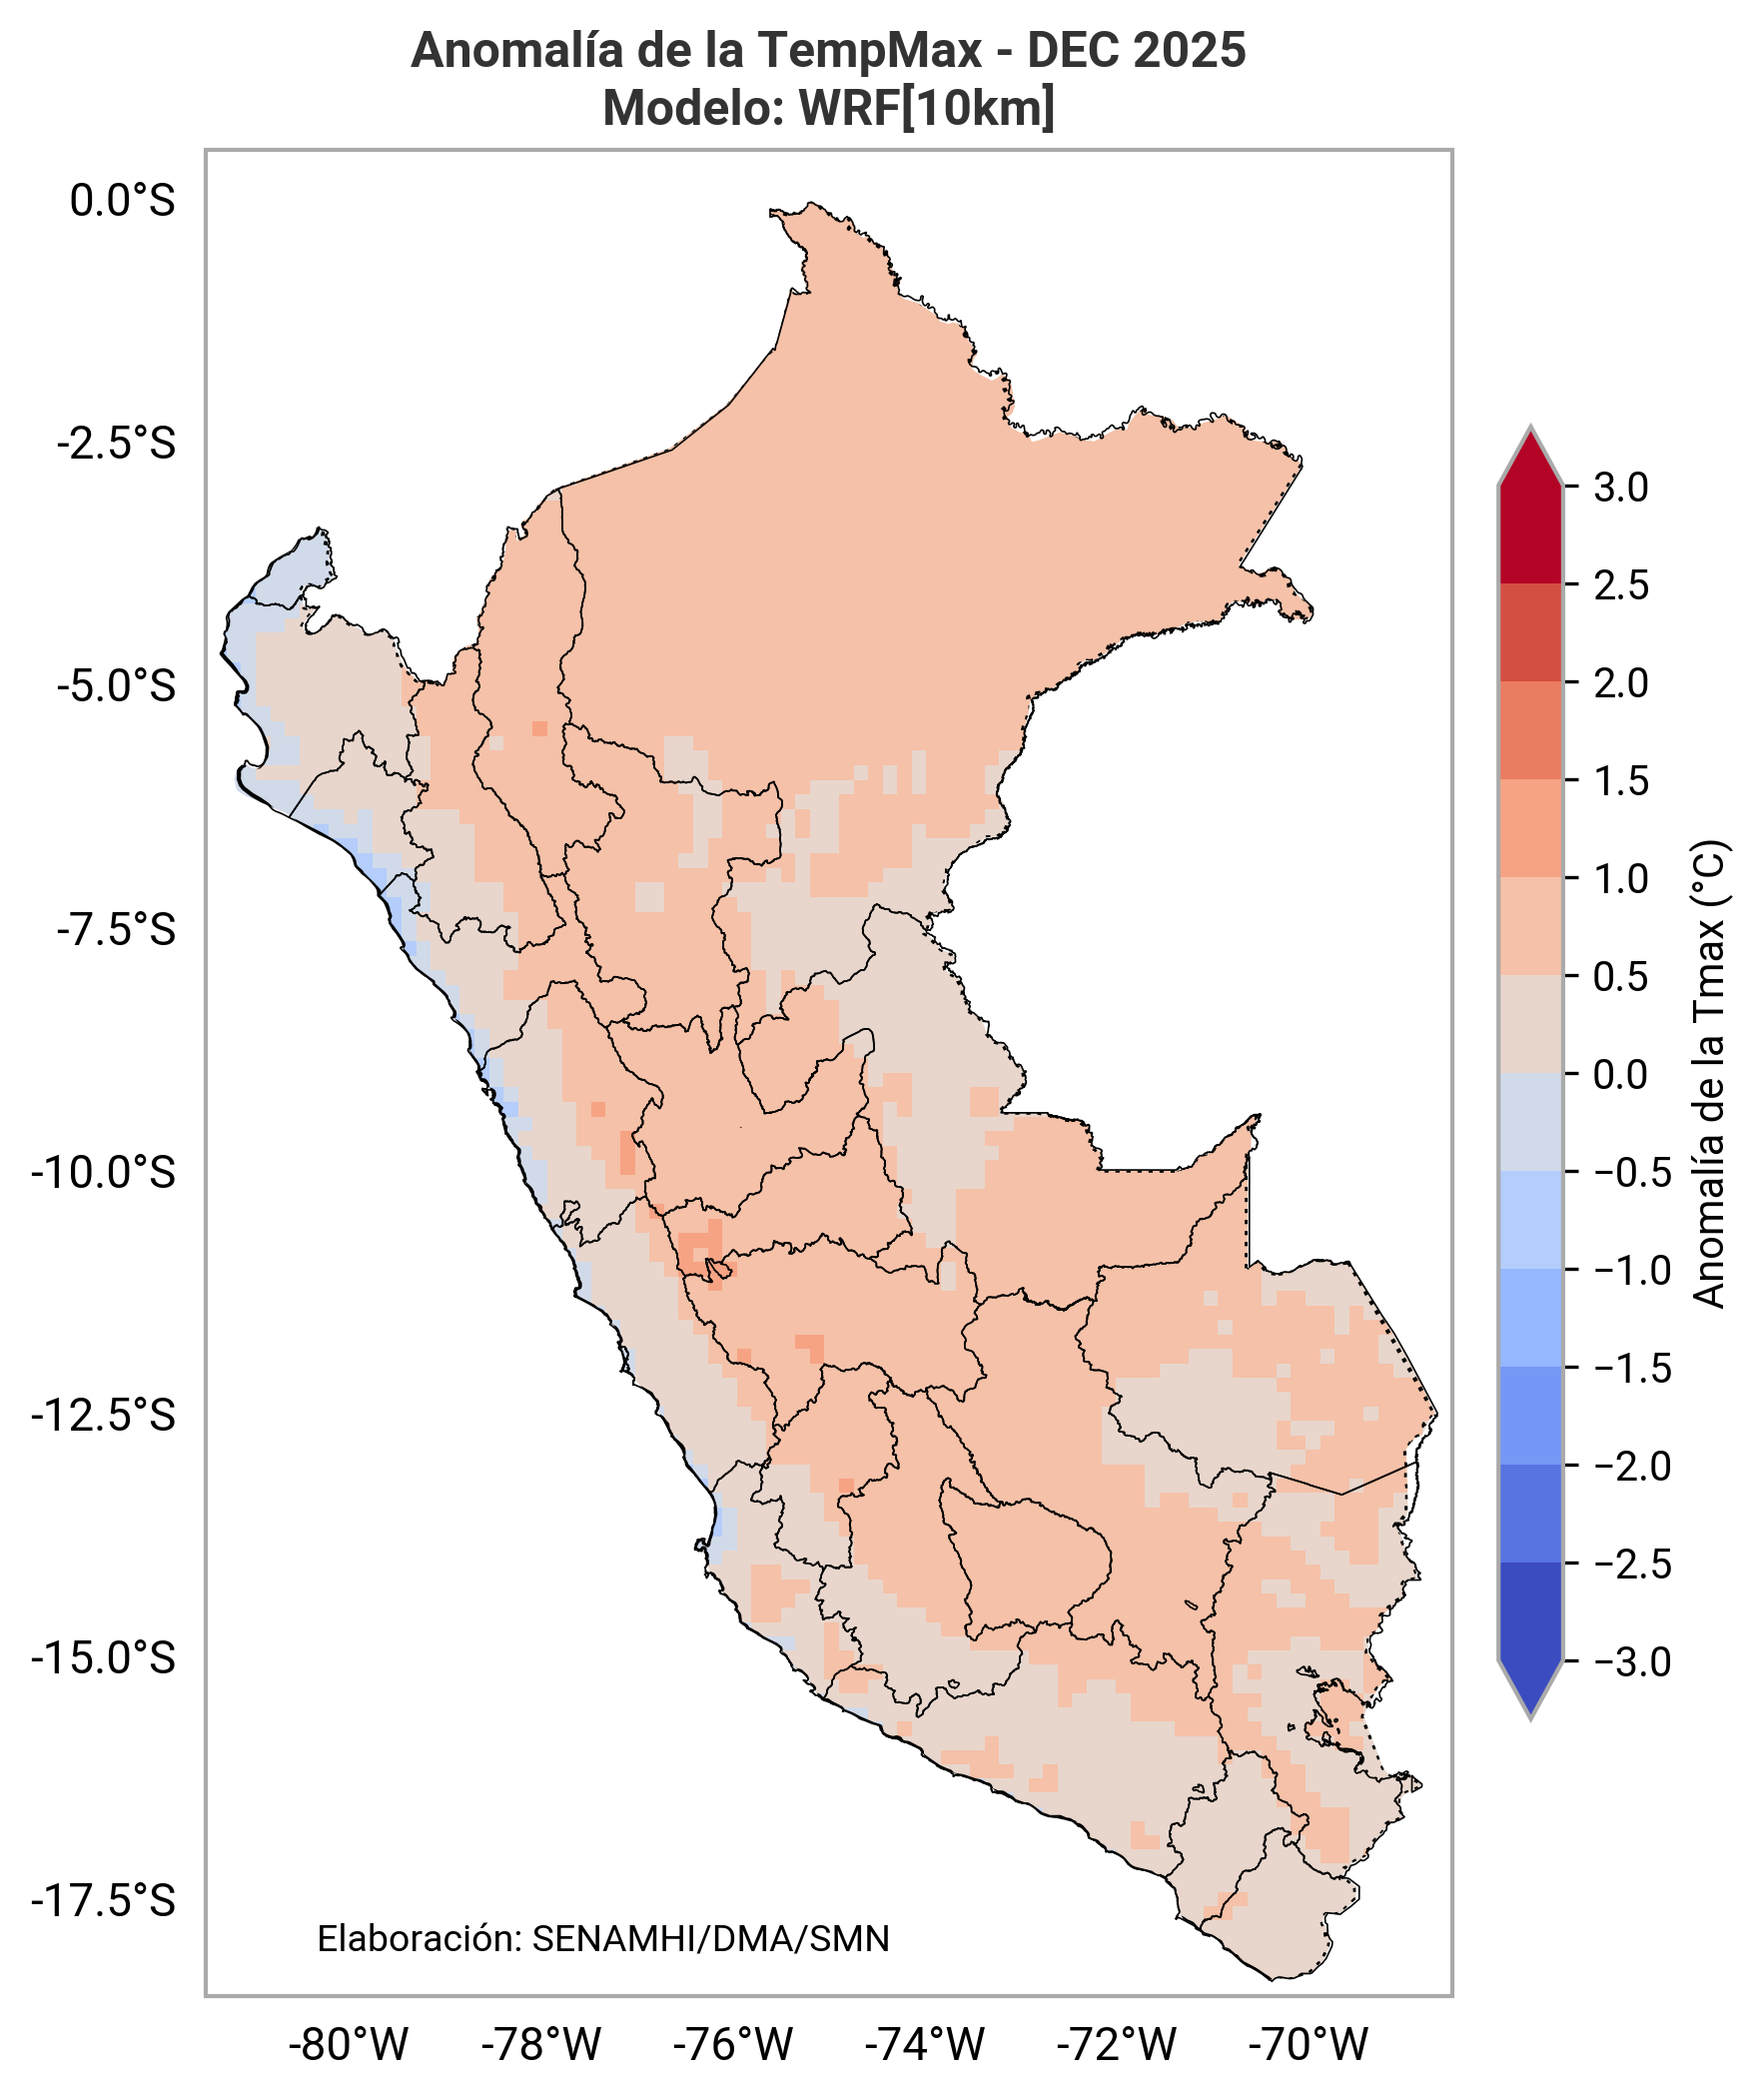 Anomalía de la TempMax - DEC 2025
Modelo: WRF[10km]
0.0°S
-2.5°S
-5.0°S
-7.5°S
-10.0°S
-12.5°S
-15.0°S
-17.5°S
-80°W
-78°W
-76°W
-74°W
-72°W
-70°W
Elaboración: SENAMHI/DMA/SMN
3.0
2.5
2.0
1.5
1.0
0.5
0.0
−0.5
−1.0
−1.5
−2.0
−2.5
−3.0
Anomalía de la Tmax (°C)